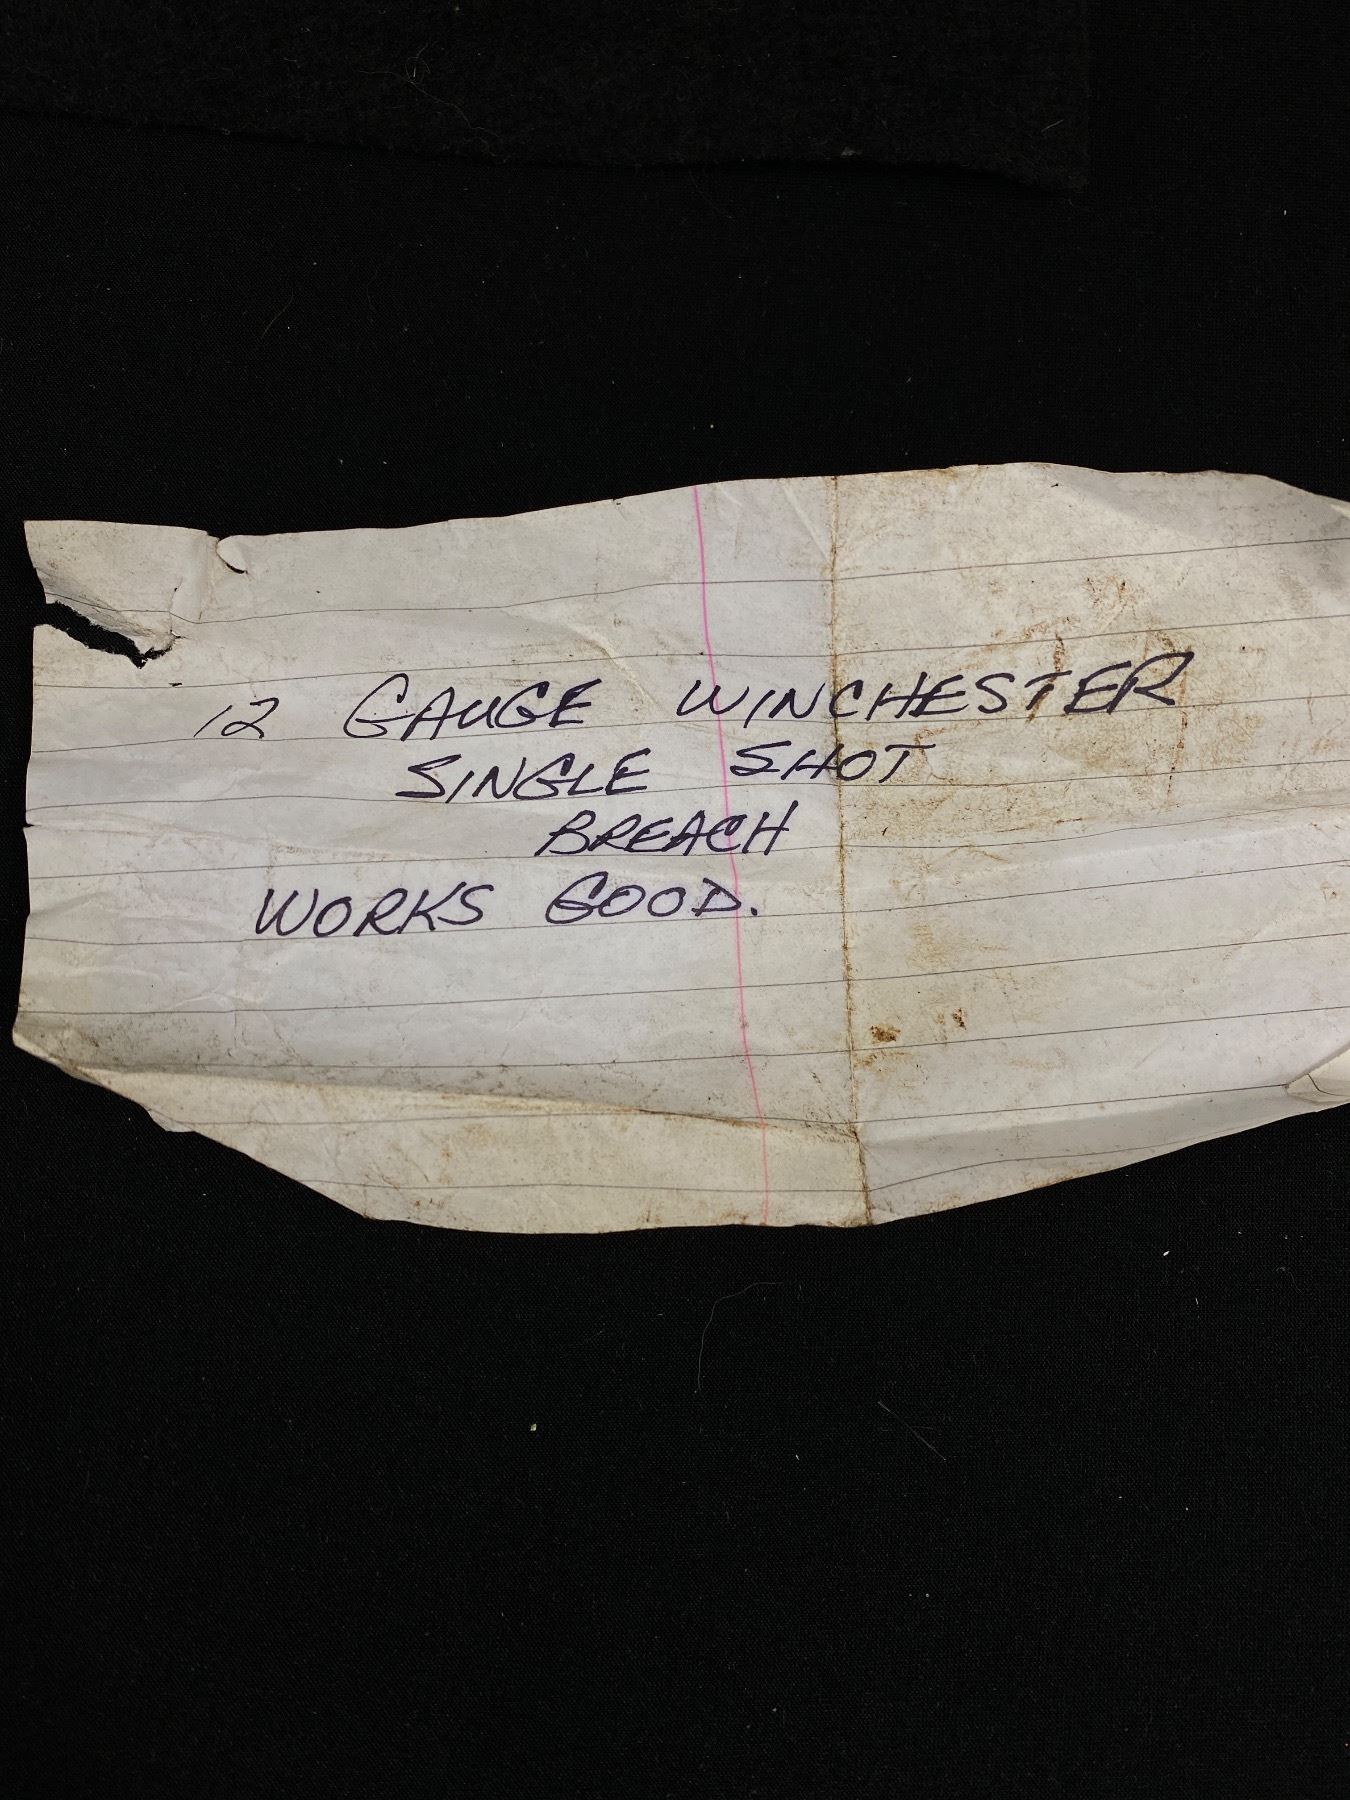 12 GAUGE WINCHESTER
SINGLE SHOT
BREACH
WORKS GOOD.